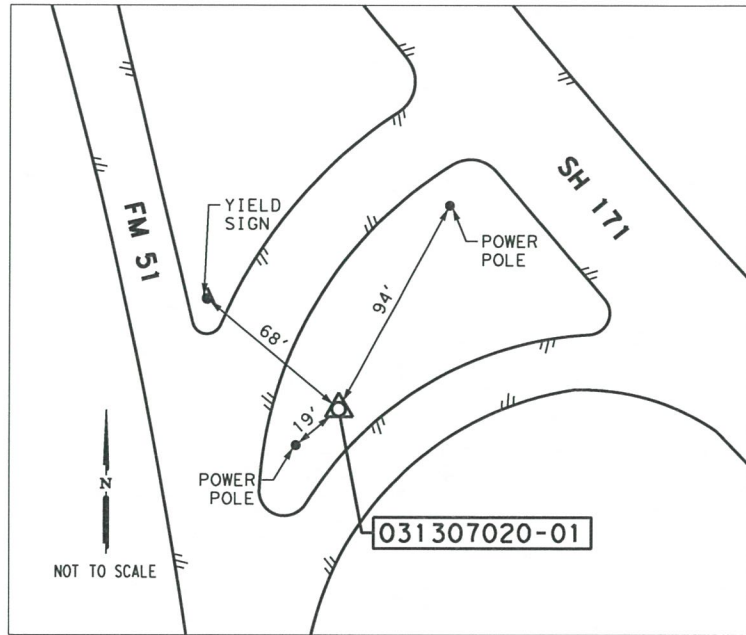 YIELD
SIGN
FM 51
SH 171
POWER
POLE
94'
68'
19'
POWER
POLE
031307020-01
N
NOT TO SCALE